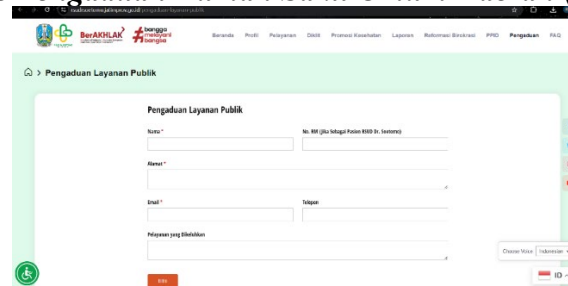 BerAKHLAK
bangga
melayani
bangsa
Beranda Profil Pelayanan Diklit Promosi Kesehatan Laporan Reformasi Birokrasi PPID Pengaduan FAQ
> Pengaduan Layanan Publik
Pengaduan Layanan Publik
Nama *
No. RM (Jika Sebagai Pasien RSUD Dr. Soetomo)
Alamat *
Email *
Telepon
Pelayanan yang Dikeluhkan
Choose Voice Indonesian
ID